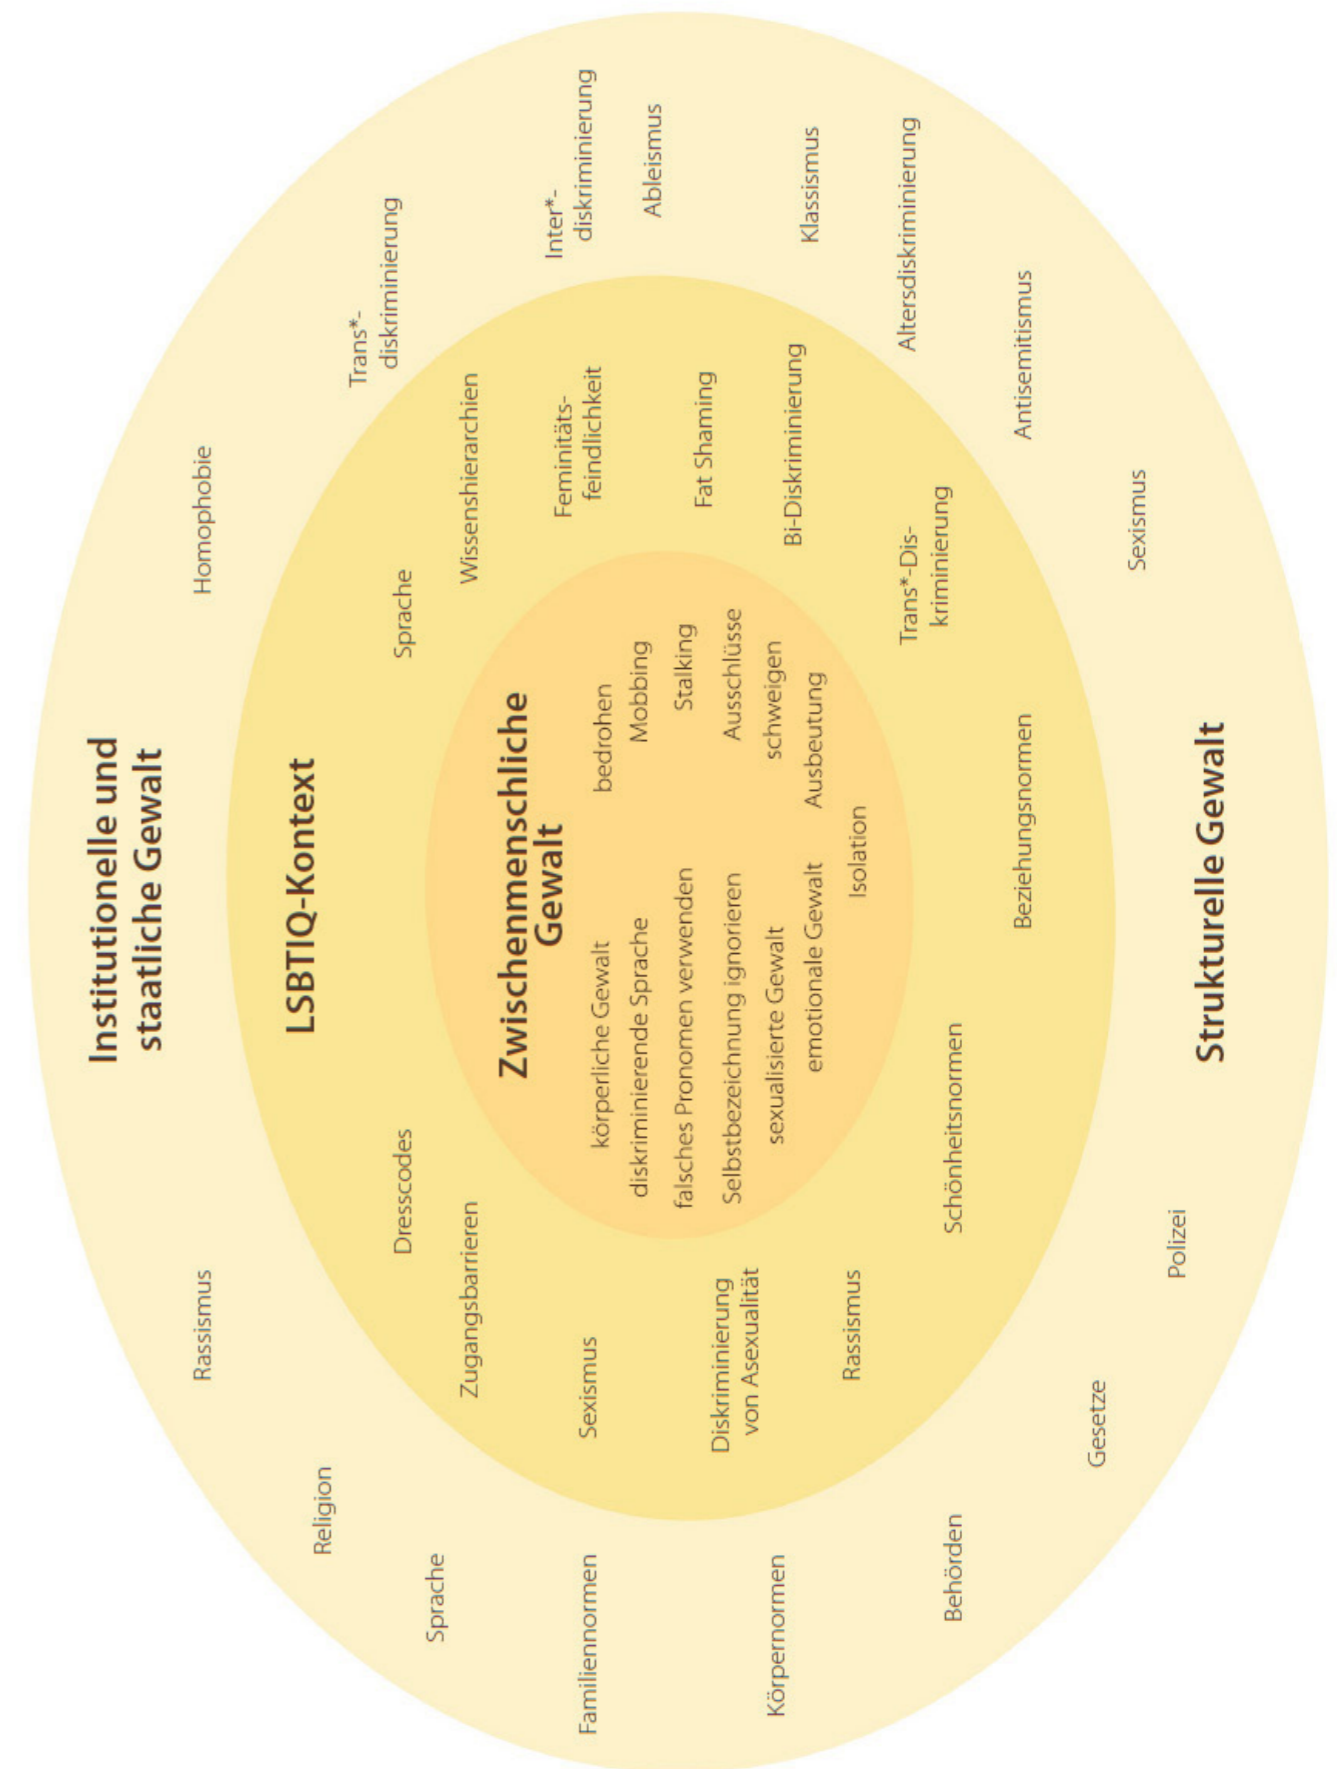 Institutionelle und
staatliche Gewalt
Rassismus
Homophobie
Religion
Trans*-
diskriminierung
Sprache
Inter*-
diskriminierung
Familiennormen
Ableismus
Körpernormen
Klassismus
Behörden
Altersdiskriminierung
Gesetze
Antisemitismus
Polizei
Sexismus
Strukturelle Gewalt
LSBTIQ-Kontext
Dresscodes
Sprache
Zugangsbarrieren
Wissenshierarchien
Sexismus
Feminitäts-
feindlichkeit
Diskriminierung
von Asexualität
Fat Shaming
Rassismus
Bi-Diskriminierung
Schönheitsnormen
Trans*-Dis-
kriminierung
Beziehungsnormen
Zwischenmenschliche
Gewalt
körperliche Gewalt
bedrohen
diskriminierende Sprache
Mobbing
falsches Pronomen verwenden
Stalking
Selbstbezeichnung ignorieren
Ausschlüsse
sexualisierte Gewalt
schweigen
emotionale Gewalt
Ausbeutung
Isolation